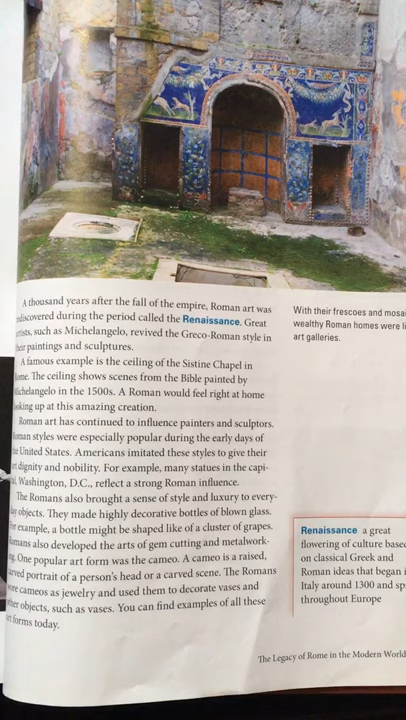 A thousand years after the fall of the empire, Roman art was
rediscovered during the period called the Renaissance. Great
artists, such as Michelangelo, revived the Greco-Roman style in
their paintings and sculptures.
A famous example is the ceiling of the Sistine Chapel in
Rome. The ceiling shows scenes from the Bible painted by
Michelangelo in the 1500s. A Roman would feel right at home
looking up at this amazing creation.
Roman art has continued to influence painters and sculptors.
Roman styles were especially popular during the early days of
the United States. Americans imitated these styles to give their
art dignity and nobility. For example, many statues in the capi-
tal, Washington, D.C., reflect a strong Roman influence.
The Romans also brought a sense of style and luxury to every-
day objects. They made highly decorative bottles of blown glass.
For example, a bottle might be shaped like of a cluster of grapes.
Romans also developed the arts of gem cutting and metalwork-
ing. One popular art form was the cameo. A cameo is a raised,
carved portrait of a person's head or a carved scene. The Romans
wore cameos as jewelry and used them to decorate vases and
other objects, such as vases. You can find examples of all these
art forms today.
With their frescoes and mosai
wealthy Roman homes were li
art galleries.
Renaissance a great
flowering of culture based
on classical Greek and
Roman ideas that began i
Italy around 1300 and sp
throughout Europe
The Legacy of Rome in the Modern World